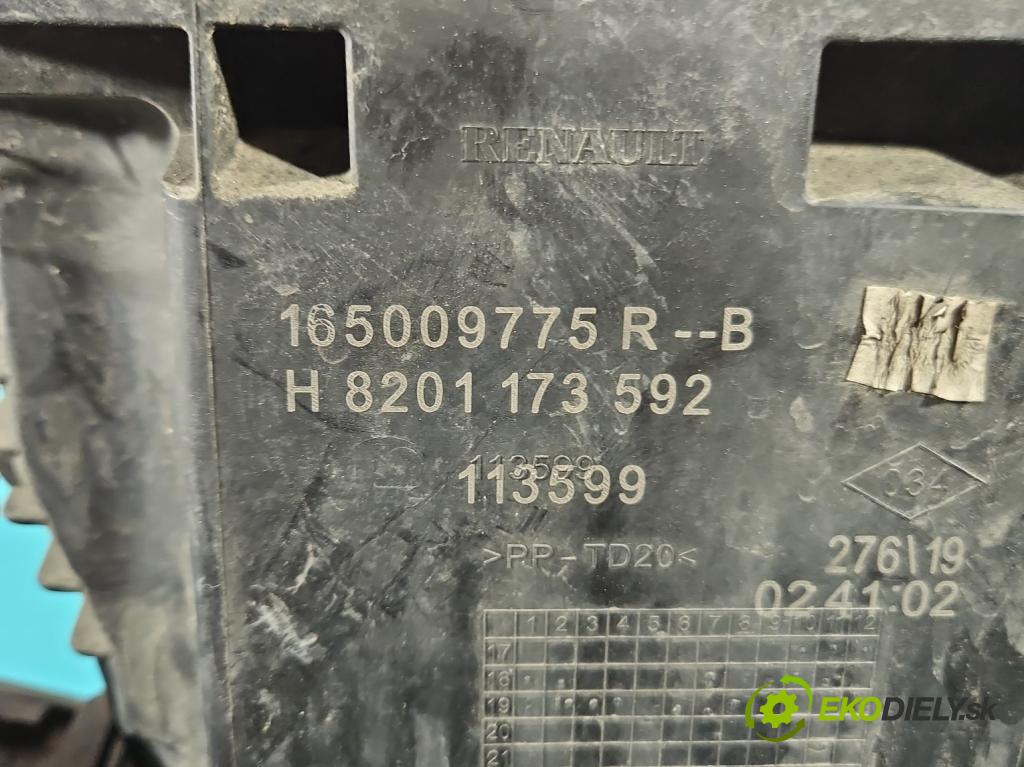 RENAULT
165009775 R--B
H 8201 173 592
113599
113599
034
>PP-TD20<
276\19
02:41:02
1 2 3 4 5 6 7 8 9 10 11 12
17
18
19
20
21
EKODIELY.sk